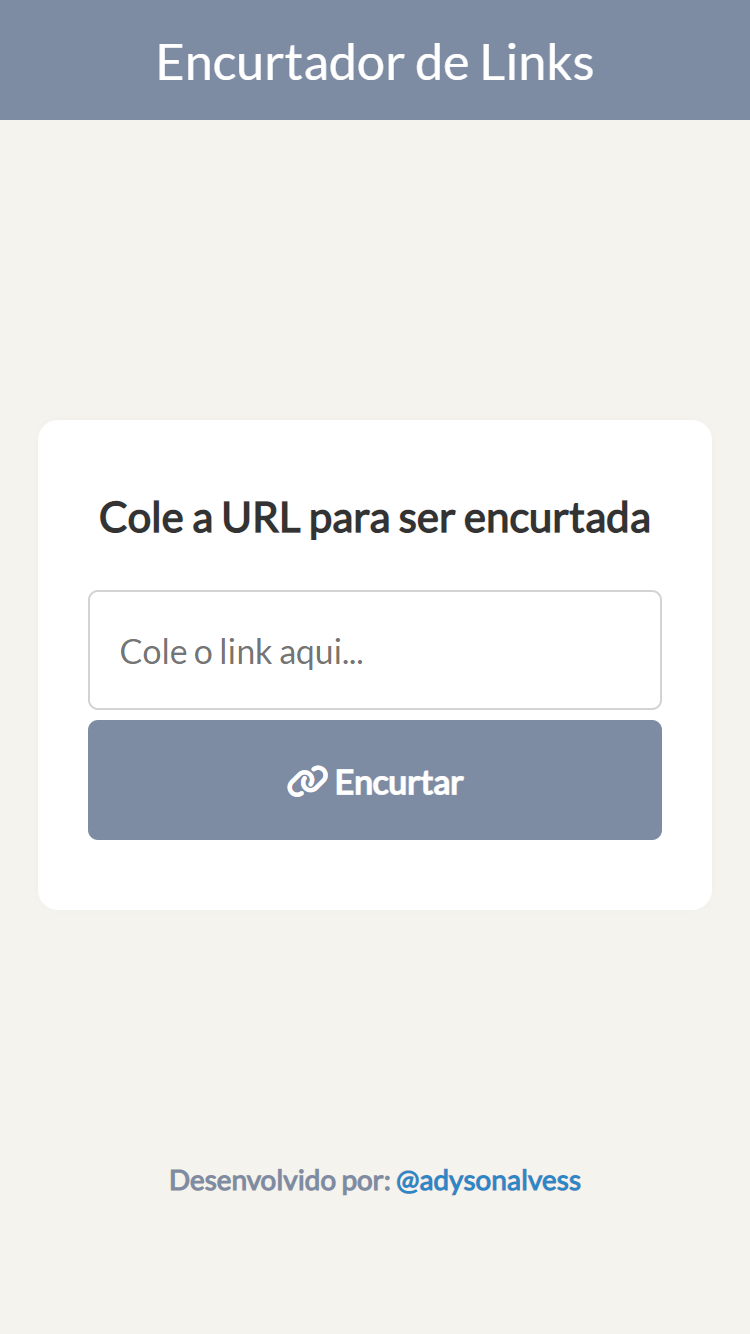 Encurtador de Links
Cole a URL para ser encurtada
Cole o link aqui...
Encurtar
Desenvolvido por: @adysonalvess